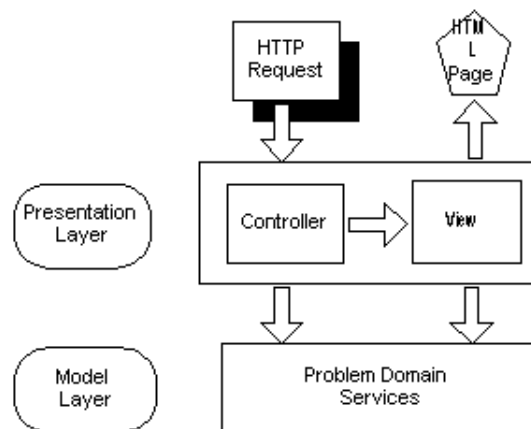 HTTP
Request
HTM
L
Page
Presentation
Layer
Controller
View
Model
Layer
Problem Domain
Services